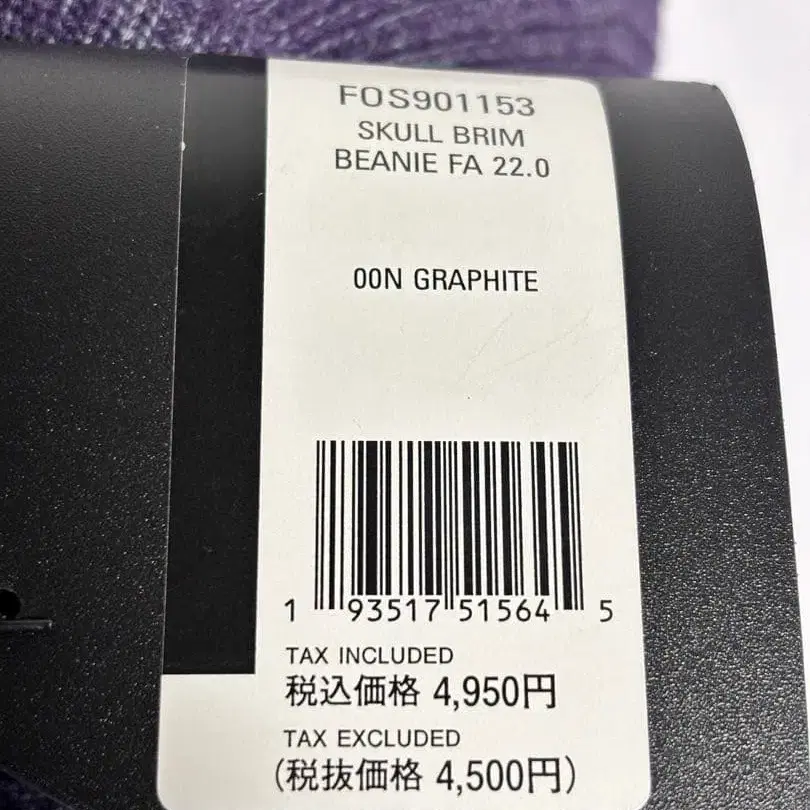 FOS901153
SKULL BRIM
BEANIE FA 22.0
00N GRAPHITE
1 93517 51564 5
TAX INCLUDED
税込価格 4,950円
TAX EXCLUDED
(税抜価格 4,500円)